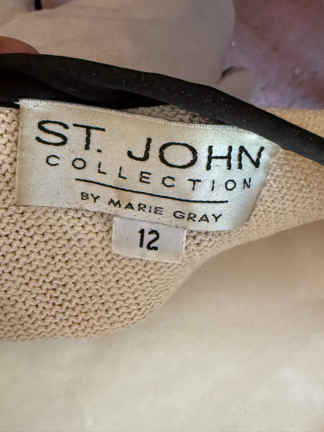 ST. JOHN
COLLECTION
BY MARIE GRAY
12